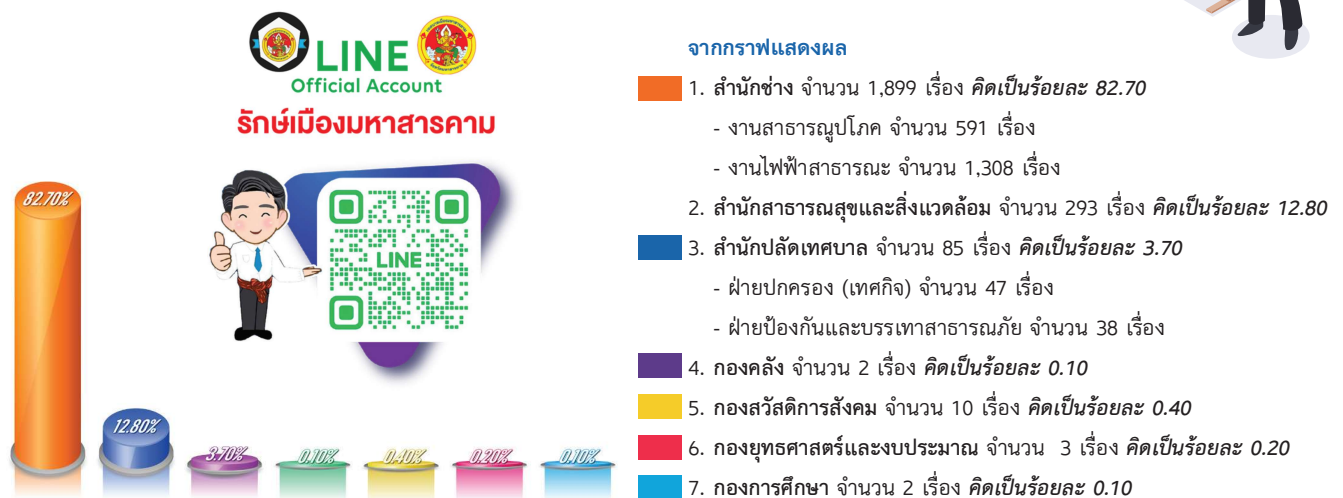 LINE
Official Account
รักษ์เมืองมหาสารคาม
LINE
82.70%
12.80%
3.70%
0.10%
0.40%
0.20%
0.10%
จากกราฟแสดงผล
1. สำนักช่าง จำนวน 1,899 เรื่อง คิดเป็นร้อยละ 82.70
- งานสาธารณูปโภค จำนวน 591 เรื่อง
- งานไฟฟ้าสาธารณะ จำนวน 1,308 เรื่อง
2. สำนักสาธารณสุขและสิ่งแวดล้อม จำนวน 293 เรื่อง คิดเป็นร้อยละ 12.80
3. สำนักปลัดเทศบาล จำนวน 85 เรื่อง คิดเป็นร้อยละ 3.70
- ฝ่ายปกครอง (เทศกิจ) จำนวน 47 เรื่อง
- ฝ่ายป้องกันและบรรเทาสาธารณภัย จำนวน 38 เรื่อง
4. กองคลัง จำนวน 2 เรื่อง คิดเป็นร้อยละ 0.10
5. กองสวัสดิการสังคม จำนวน 10 เรื่อง คิดเป็นร้อยละ 0.40
6. กองยุทธศาสตร์และงบประมาณ จำนวน 3 เรื่อง คิดเป็นร้อยละ 0.20
7. กองการศึกษา จำนวน 2 เรื่อง คิดเป็นร้อยละ 0.10